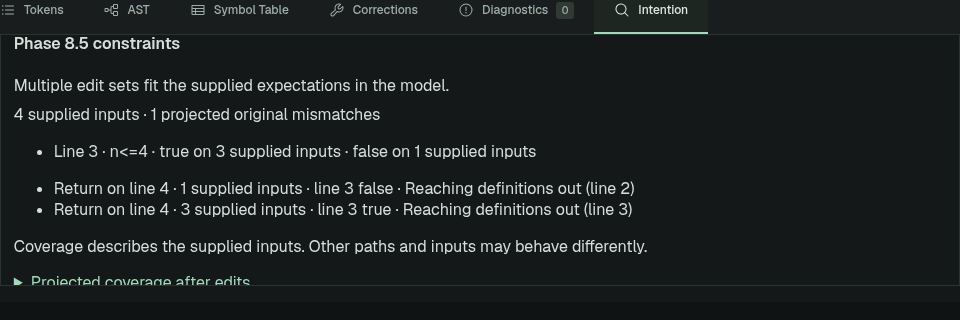 Tokens AST Symbol Table Corrections Diagnostics 0 Intention
Phase 8.5 constraints
Multiple edit sets fit the supplied expectations in the model.
4 supplied inputs · 1 projected original mismatches
• Line 3 · n<=4 · true on 3 supplied inputs · false on 1 supplied inputs
• Return on line 4 · 1 supplied inputs · line 3 false · Reaching definitions out (line 2)
• Return on line 4 · 3 supplied inputs · line 3 true · Reaching definitions out (line 3)
Coverage describes the supplied inputs. Other paths and inputs may behave differently.
Projected coverage after edits